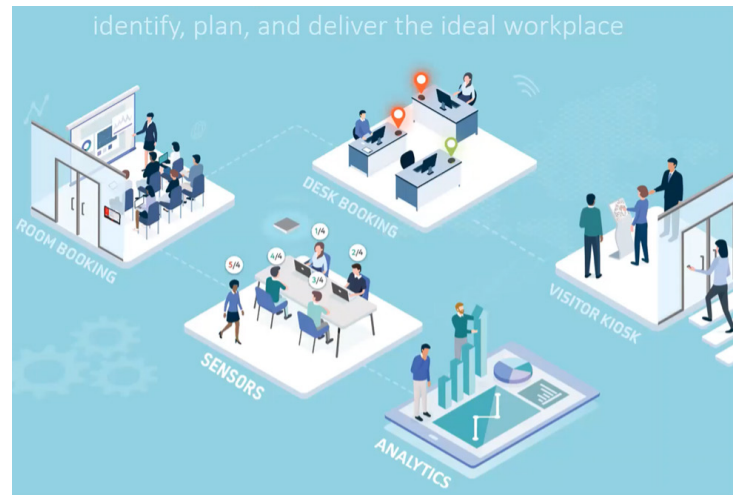 identify, plan, and deliver the ideal workplace
DESK BOOKING
ROOM BOOKING
1/4
5/4
4/4
2/4
3/4
VISITOR KIOSK
SENSORS
ANALYTICS